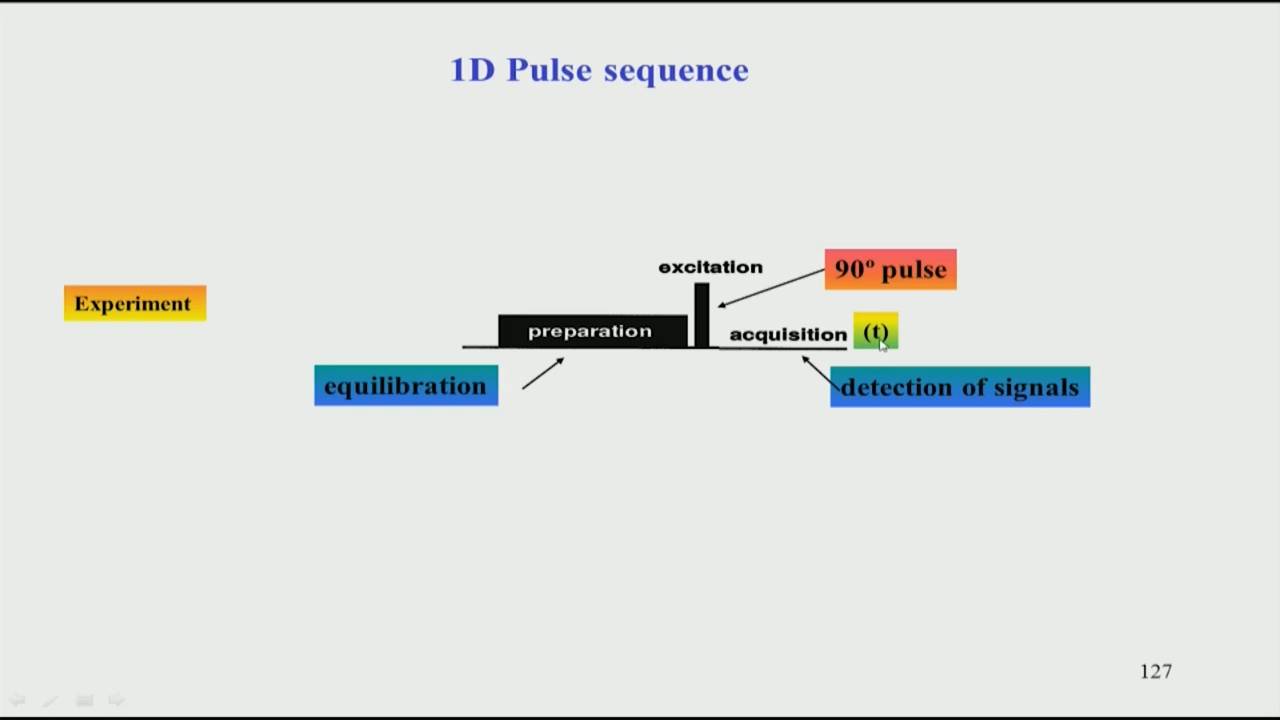 1D Pulse sequence
excitation
90º pulse
Experiment
preparation
acquisition
(t)
equilibration
detection of signals
127